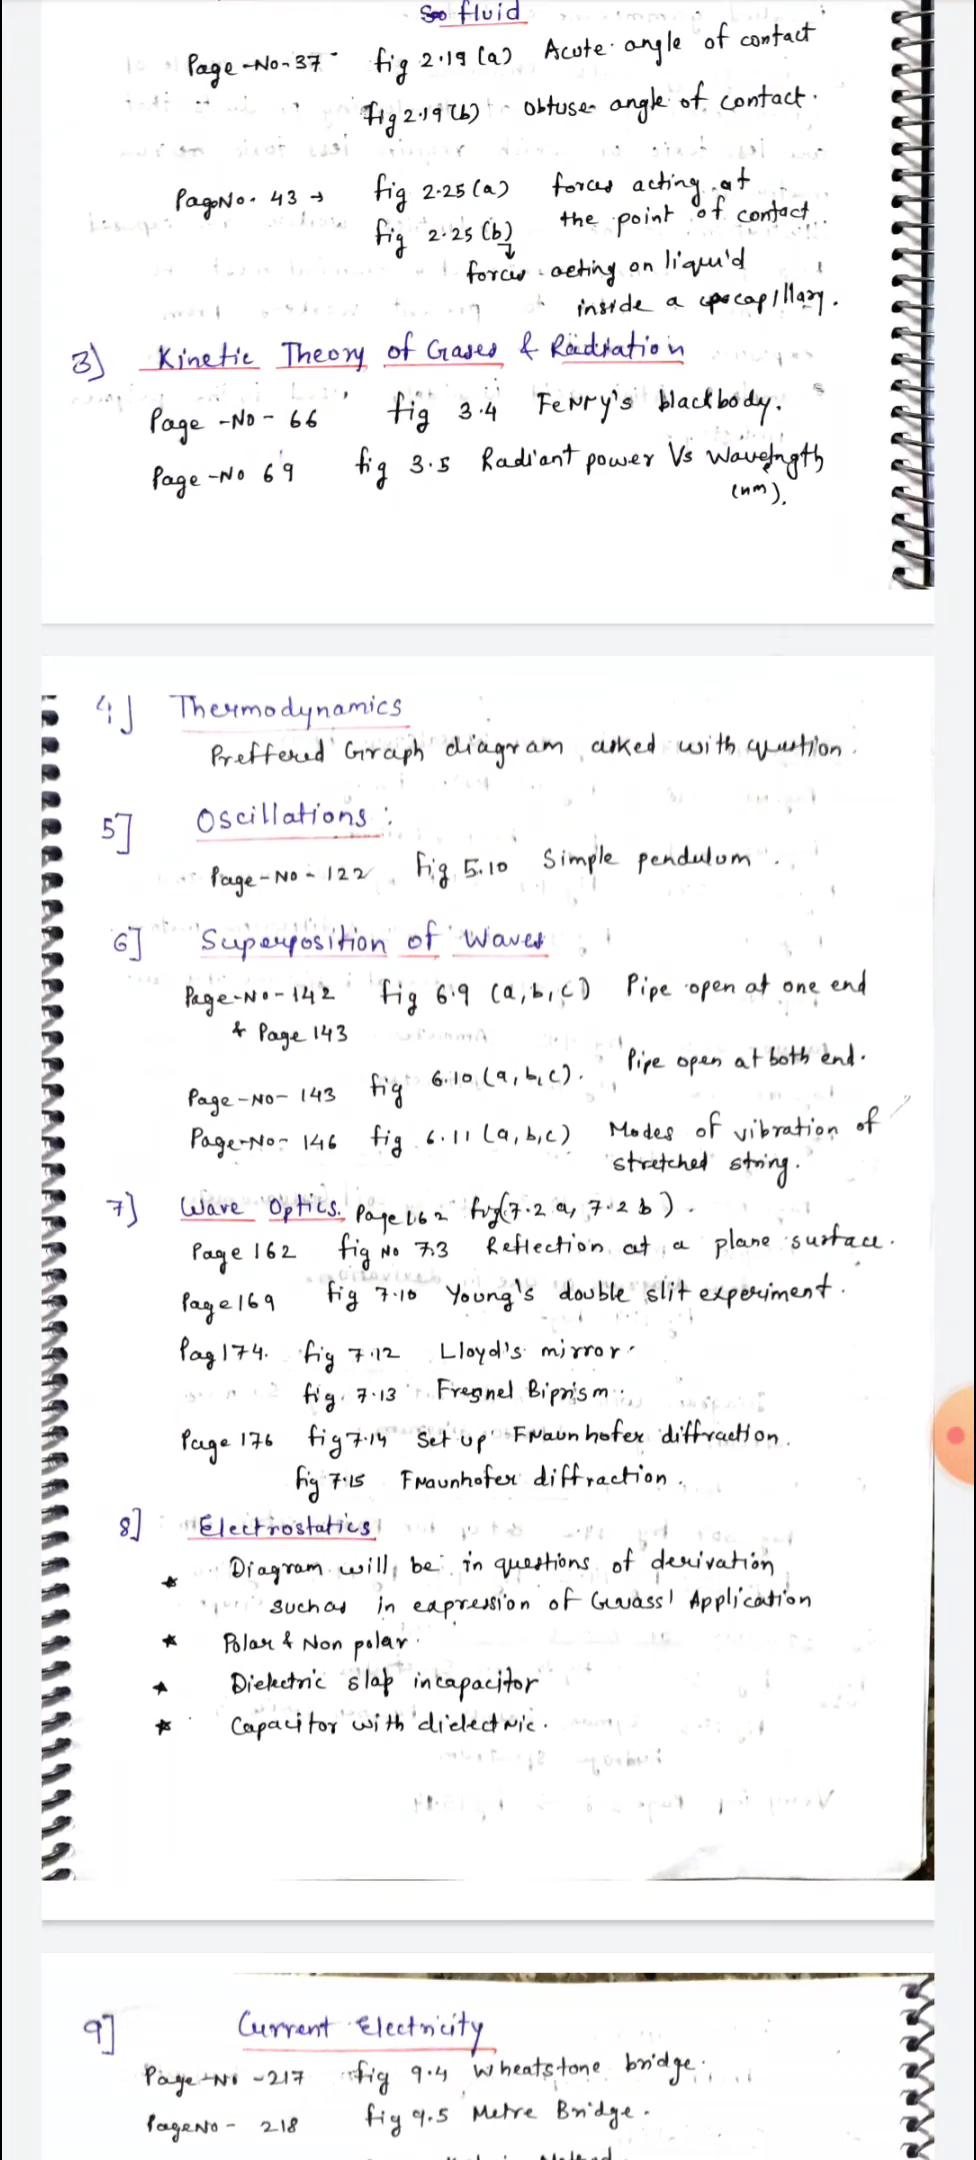 fluid
Page-No-37 - fig 2.19 (a) Acute angle of contact
fig 2.19 (b) obtuse angle of contact.
PageNo. 43 → fig 2.25 (a) forces acting at
fig 2.25 (b) the point of contact.
forces acting on liquid
inside a capillary.
3) Kinetic Theory of Gases & Radiation
Page -No - 66 fig 3.4 Ferry's blackbody.
Page -No 69 fig 3.5 Radiant power Vs Wavelength
(nm).
4] Thermodynamics
Preffered Graph diagram asked with question.
5] Oscillations :
Page-No- 122 fig 5.10 Simple pendulum.
6] Superposition of Waves
Page-No-142 fig 6.9 (a,b,c) Pipe open at one end
& Page 143
Page-No- 143 fig 6.10 (a,b,c). Pipe open at both end.
Page-No- 146 fig 6.11 (a,b,c) Modes of vibration of
stretched string.
7) Wave Optics. Page 162 fig(7.2 a, 7.2 b).
Page 162 fig No 7.3 Reflection at a plane surface.
Page 169 fig 7.10 Young's double slit experiment.
Pag 174. fig 7.12 Lloyd's mirror.
fig. 7.13 Fresnel Biprism.
Page 176 fig 7.14 Set up Fraunhofer diffraction.
fig 7.15 Fraunhofer diffraction.
8] Electrostatics
★ Diagram will be in questions of derivation
such as in expression of Application
★ Polar & Non polar.
★ Dielectric slap in capacitor
★ Capacitor with dielectric.
9] Current Electricity
Page-No -217 fig 9.4 Wheatstone bridge.
PageNo - 218 fig 9.5 Metre Bridge.